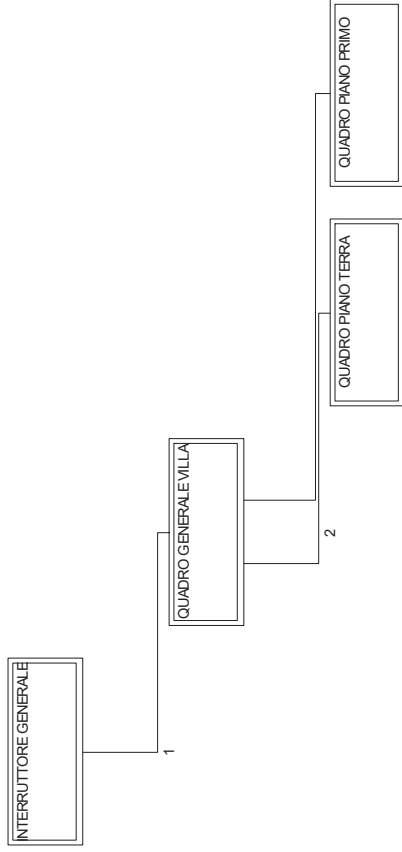 INTERRUTTORE GENERALE
1
QUADRO GENERALE VILLA
2
QUADRO PIANO TERRA
QUADRO PIANO PRIMO